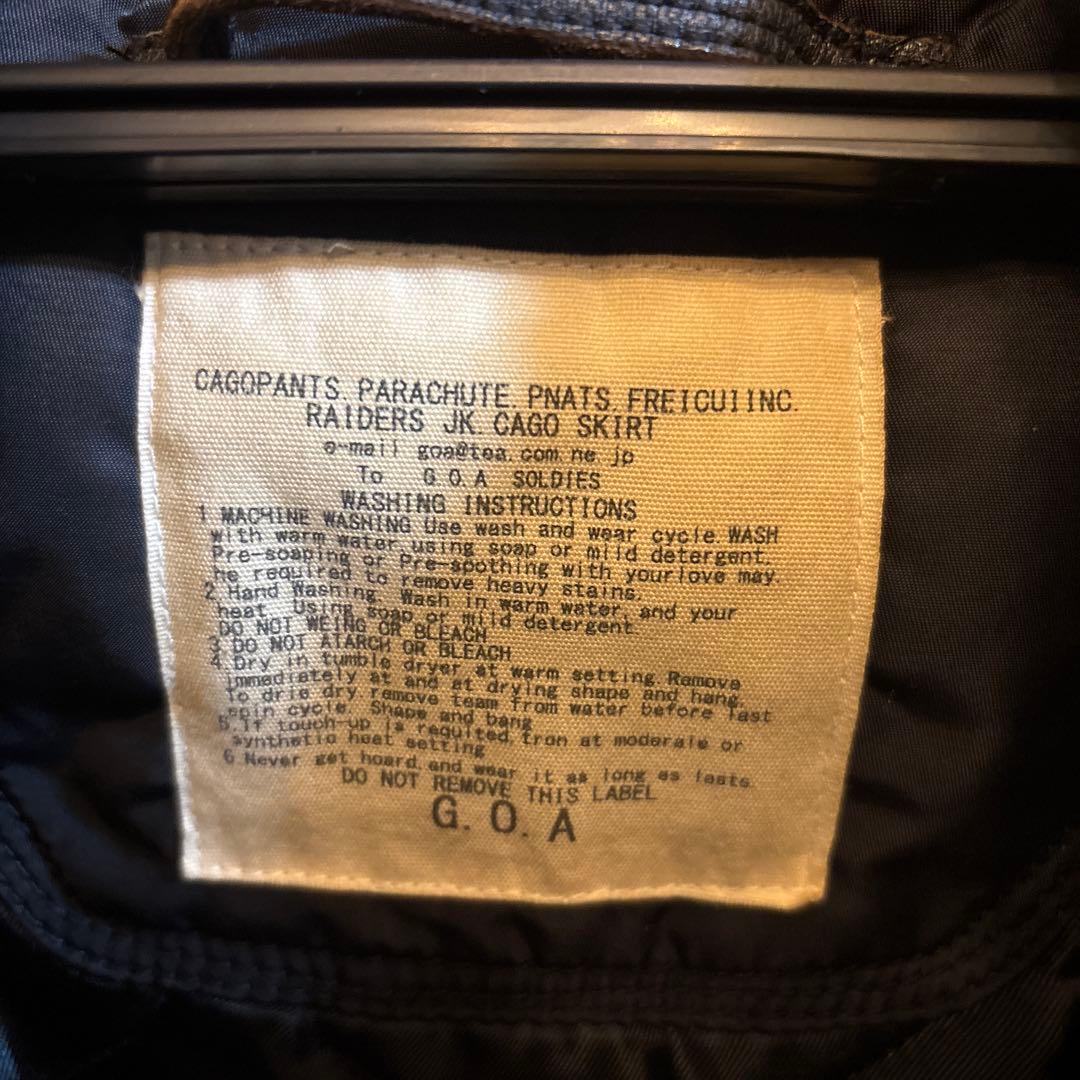 CAGOPANTS. PARACHUTE. PNATS. FREICUIINC.
RAIDERS JK. CAGO SKIRT
e-mail goa@tea.com.ne.jp
To G.O.A SOLDIES
WASHING INSTRUCTIONS
1. MACHINE WASHING Use wash and wear cycle. WASH
with warm water, using soap or mild detergent.
Pre-soaping or Pre-spothing with yourlove may.
he required to remove heavy stains.
2. Hand Washing. Wash in warm water, and your
heat. Using soap or mild detergent.
DO NOT WEING OR BLEACH
3. DO NOT ATARCH OR BLEACH
4. Dry in tumble dryer at warm setting. Remove
immediately at and at drying shape and hang.
To drie dry remove team from water before last
spin cycle. Shape and bang
5. If touch-up is requited, tron at moderale or
synthetic heat setting
6 Never get hoard. and wear it as long as lasts.
DO NOT REMOVE THIS LABEL
G. O. A